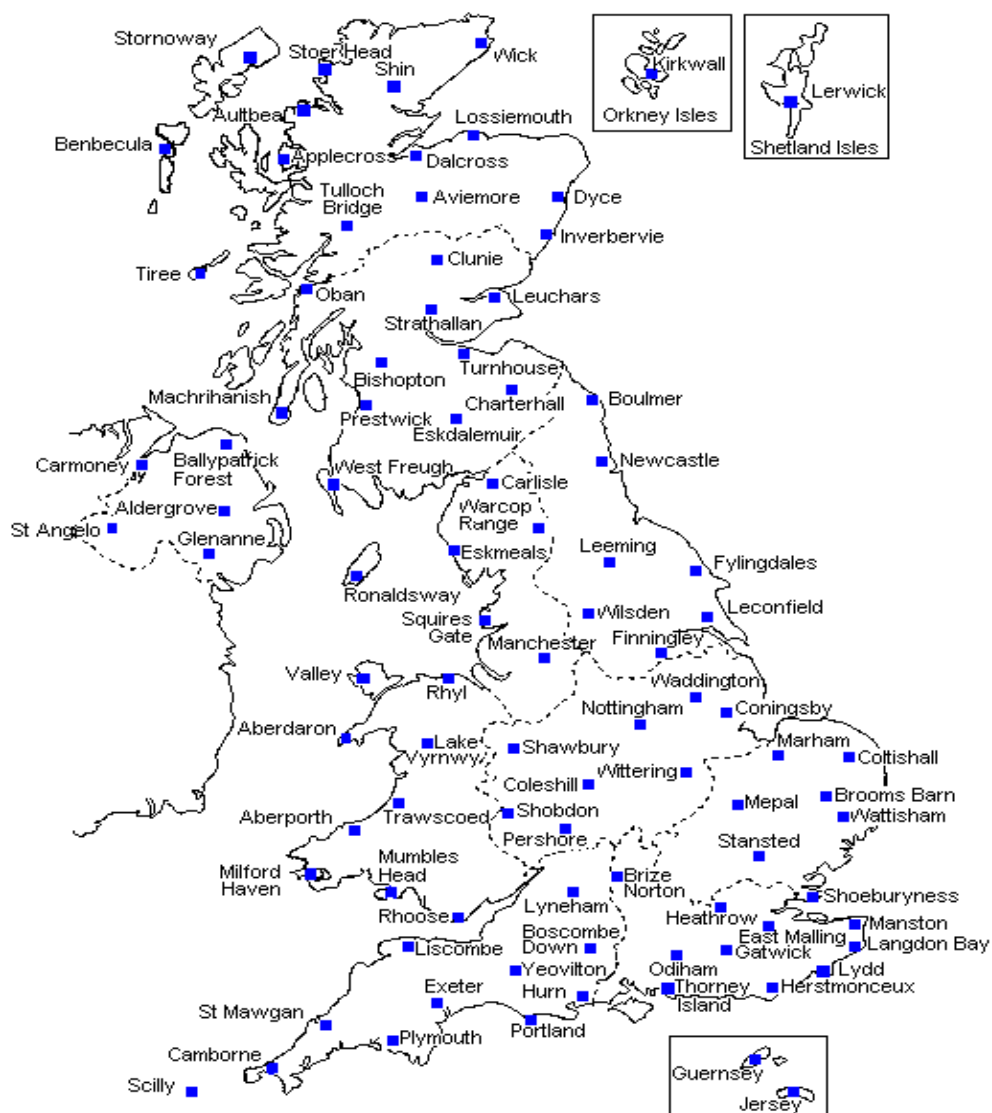 Stornoway
Stoer Head
Wick
Shin
Kirkwall
Orkney Isles
Lerwick
Shetland Isles
Aultbea
Lossiemouth
Benbecula
Applecross
Dalcross
Tulloch
Bridge
Aviemore
Dyce
Inverbervie
Clunie
Tiree
Oban
Leuchars
Strathallan
Turnhouse
Bishopton
Machrihanish
Prestwick
Charterhall
Boulmer
Eskdalemuir
Carmoney
Ballypatrick
Forest
West Freugh
Newcastle
Carlisle
Aldergrove
Warcop
Range
St Angelo
Glenanne
Eskmeals
Leeming
Fylingdales
Ronaldsway
Squires
Gate
Wilsden
Leconfield
Manchester
Finningley
Valley
Rhyl
Waddington
Nottingham
Coningsby
Aberdaron
Lake
Vyrnwy
Shawbury
Marham
Coltishall
Coleshill
Wittering
Trawscoed
Shobdon
Mepal
Brooms Barn
Wattisham
Aberporth
Pershore
Stansted
Milford
Haven
Mumbles
Head
Brize
Norton
Lyneham
Shoeburyness
Rhoose
Heathrow
Manston
Boscombe
Down
East Malling
Langdon Bay
Liscombe
Gatwick
Yeovilton
Odiham
Lydd
Exeter
Hurn
Thorney
Island
Herstmonceux
St Mawgan
Plymouth
Portland
Camborne
Scilly
Guernsey
Jersey